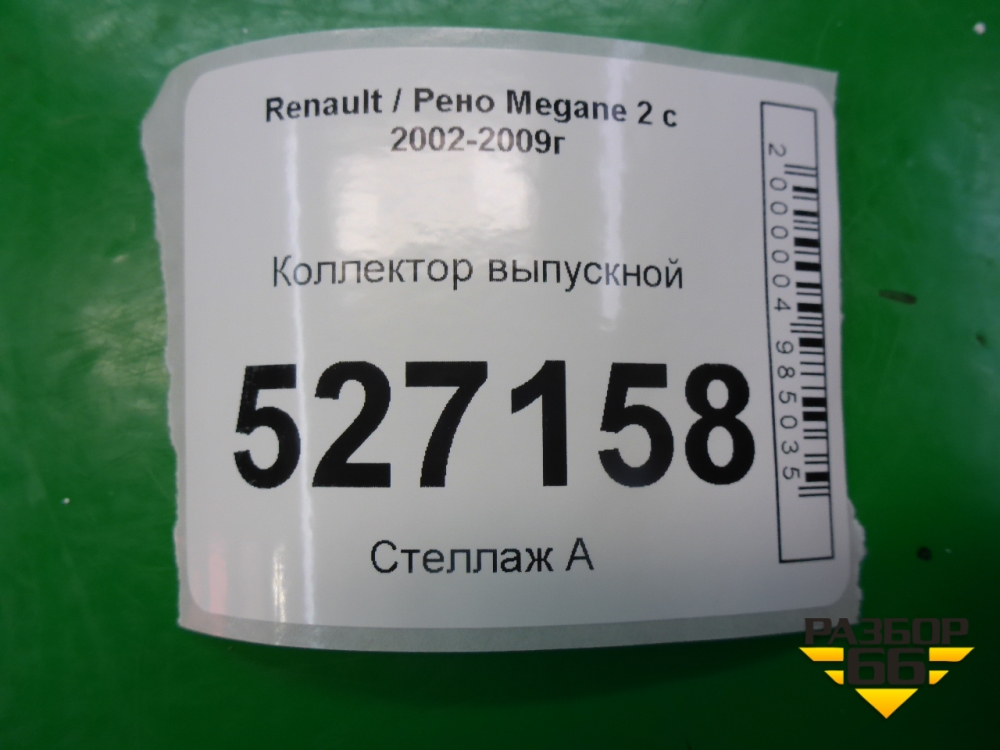 Renault / Рено Megane 2 с
2002-2009г
Коллектор выпускной
527158
Стеллаж А
2000004985035
РАЗБОР
66